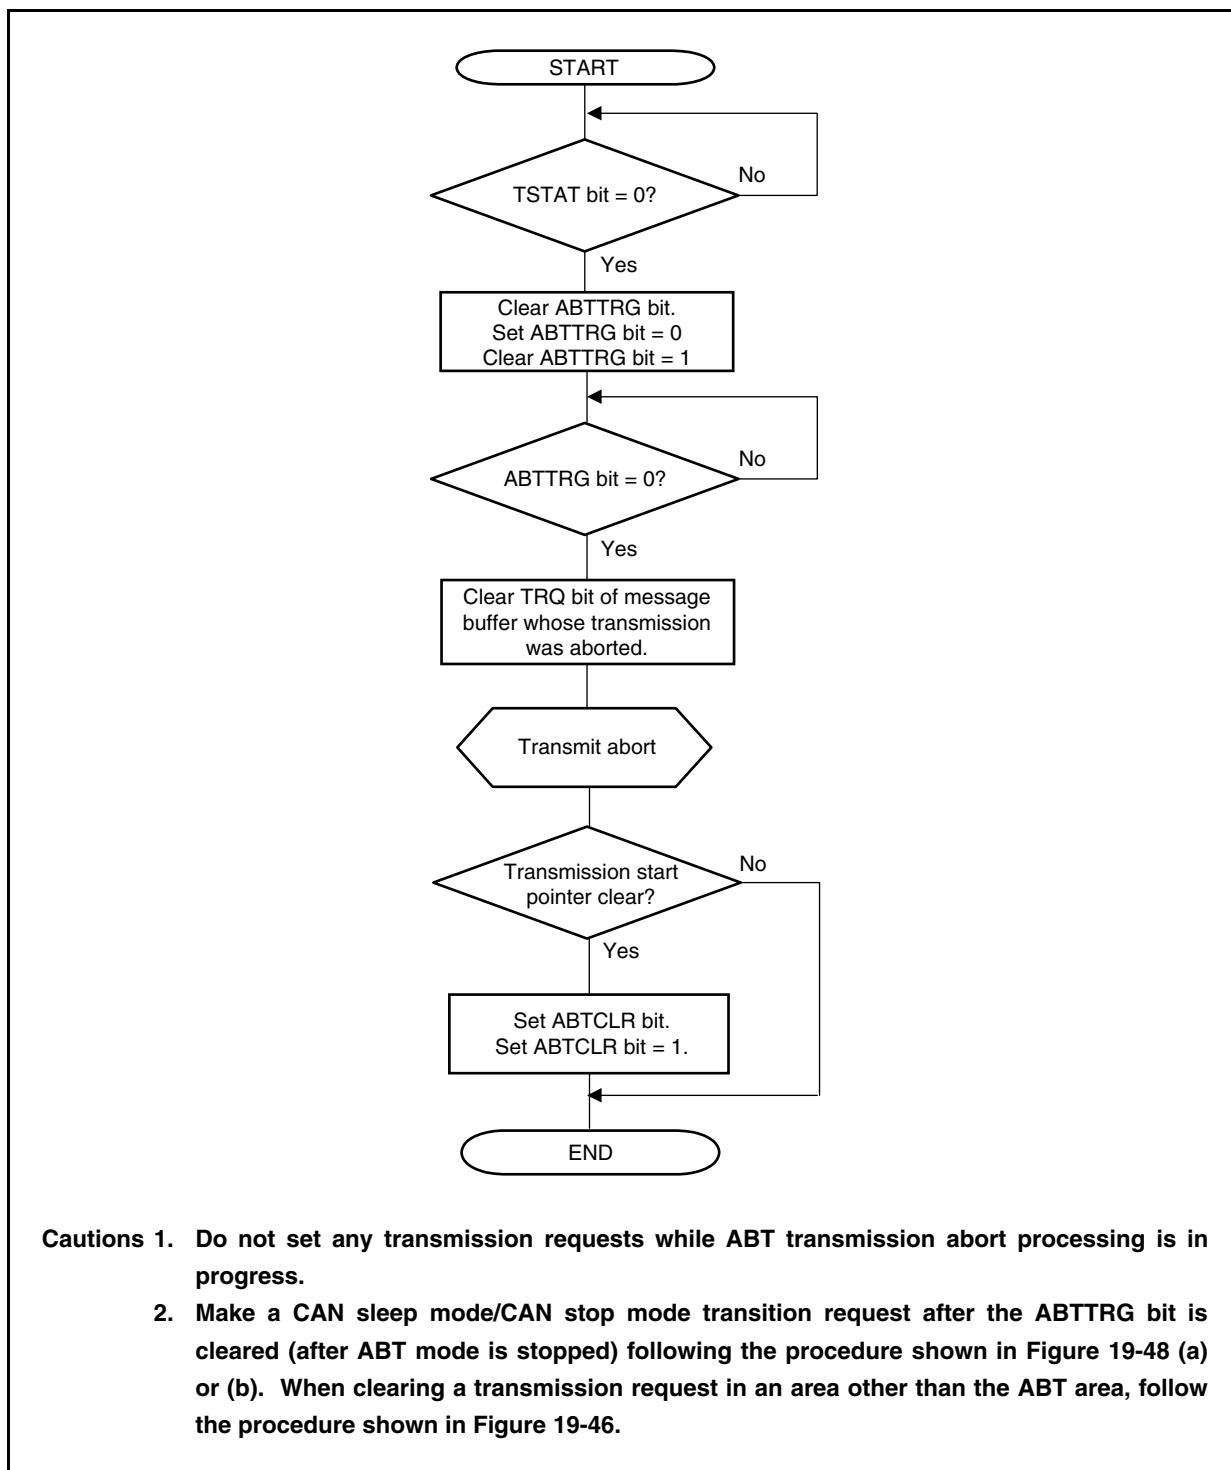 START
No
TSTAT bit = 0?
Yes
Clear ABTTRG bit.
Set ABTTRG bit = 0
Clear ABTTRG bit = 1
No
ABTTRG bit = 0?
Yes
Clear TRQ bit of message
buffer whose transmission
was aborted.
Transmit abort
No
Transmission start
pointer clear?
Yes
Set ABTCLR bit.
Set ABTCLR bit = 1.
END
Cautions 1. Do not set any transmission requests while ABT transmission abort processing is in
progress.
2. Make a CAN sleep mode/CAN stop mode transition request after the ABTTRG bit is
cleared (after ABT mode is stopped) following the procedure shown in Figure 19-48 (a)
or (b). When clearing a transmission request in an area other than the ABT area, follow
the procedure shown in Figure 19-46.